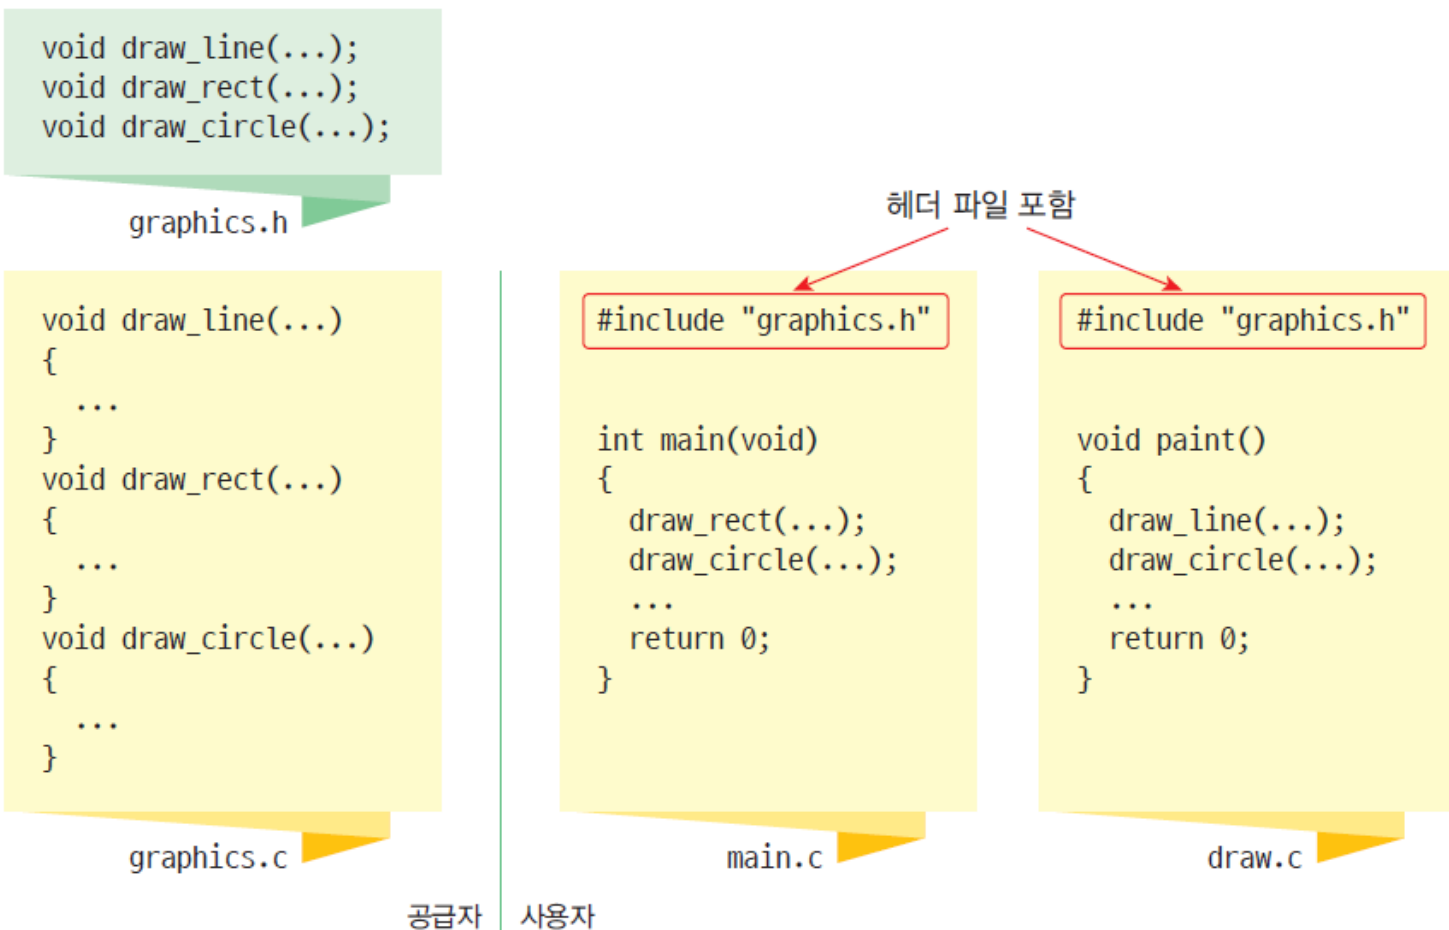 void draw_line(...);
void draw_rect(...);
void draw_circle(...);
graphics.h
void draw_line(...)
{
...
}
void draw_rect(...)
{
...
}
void draw_circle(...)
{
...
}
graphics.c
공급자
헤더 파일 포함
#include "graphics.h"
int main(void)
{
draw_rect(...);
draw_circle(...);
...
return 0;
}
main.c
#include "graphics.h"
void paint()
{
draw_line(...);
draw_circle(...);
...
return 0;
}
draw.c
사용자